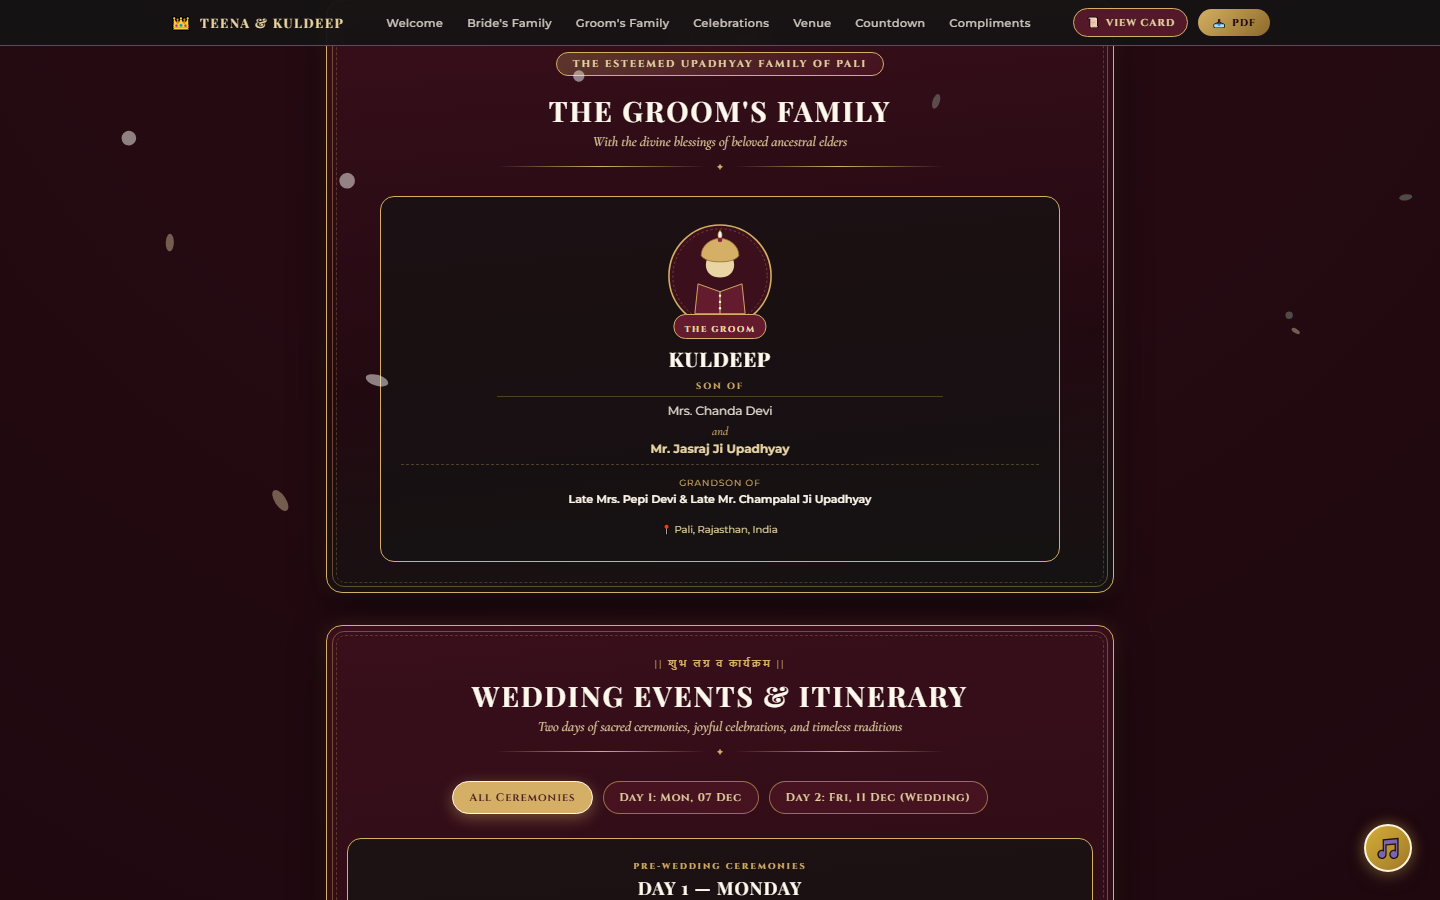 👑 TEENA & KULDEEP Welcome Bride's Family Groom's Family Celebrations Venue Countdown Compliments 📜 VIEW CARD 📥 PDF
THE ESTEEMED UPADHYAY FAMILY OF PALI
THE GROOM'S FAMILY
With the divine blessings of beloved ancestral elders
THE GROOM
KULDEEP
SON OF
Mrs. Chanda Devi
and
Mr. Jasraj Ji Upadhyay
GRANDSON OF
Late Mrs. Pepi Devi & Late Mr. Champalal Ji Upadhyay
📍 Pali, Rajasthan, India
|| शुभ लग्न व कार्यक्रम ||
WEDDING EVENTS & ITINERARY
Two days of sacred ceremonies, joyful celebrations, and timeless traditions
All Ceremonies Day 1: Mon, 07 Dec Day 2: Fri, 11 Dec (Wedding)
PRE-WEDDING CEREMONIES
DAY 1 — MONDAY